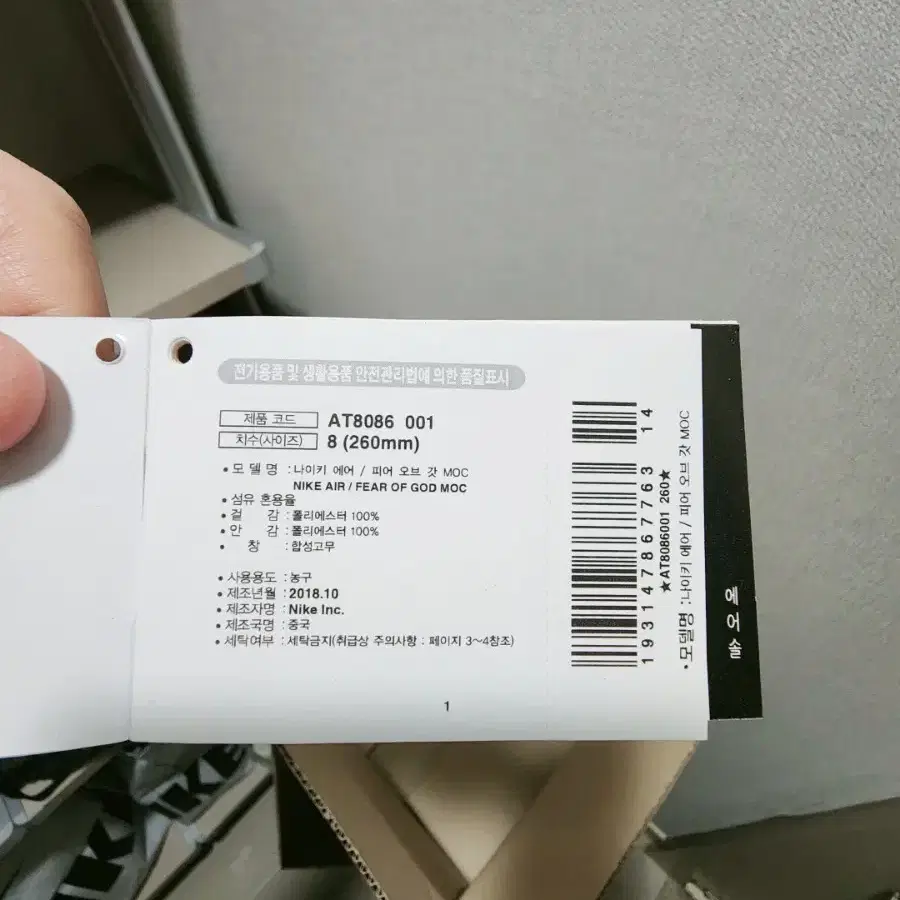 전기용품 및 생활용품 안전관리법에 의한 품질표시
제품 코드 AT8086 001
치수(사이즈) 8 (260mm)
• 모 델 명 : 나이키 에어 / 피어 오브 갓 MOC
NIKE AIR / FEAR OF GOD MOC
• 섬유 혼용율
• 겉 감 : 폴리에스터 100%
• 안 감 : 폴리에스터 100%
• 창 : 합성고무
• 사용용도 : 농구
• 제조년월 : 2018.10
• 제조자명 : Nike Inc.
• 제조국명 : 중국
• 세탁여부 : 세탁금지(취급상 주의사항 : 페이지 3~4참조)
1
14
193147867763
★AT8086001 260★
• 모델명 : 나이키 에어 / 피어 오브 갓 MOC
에어솔